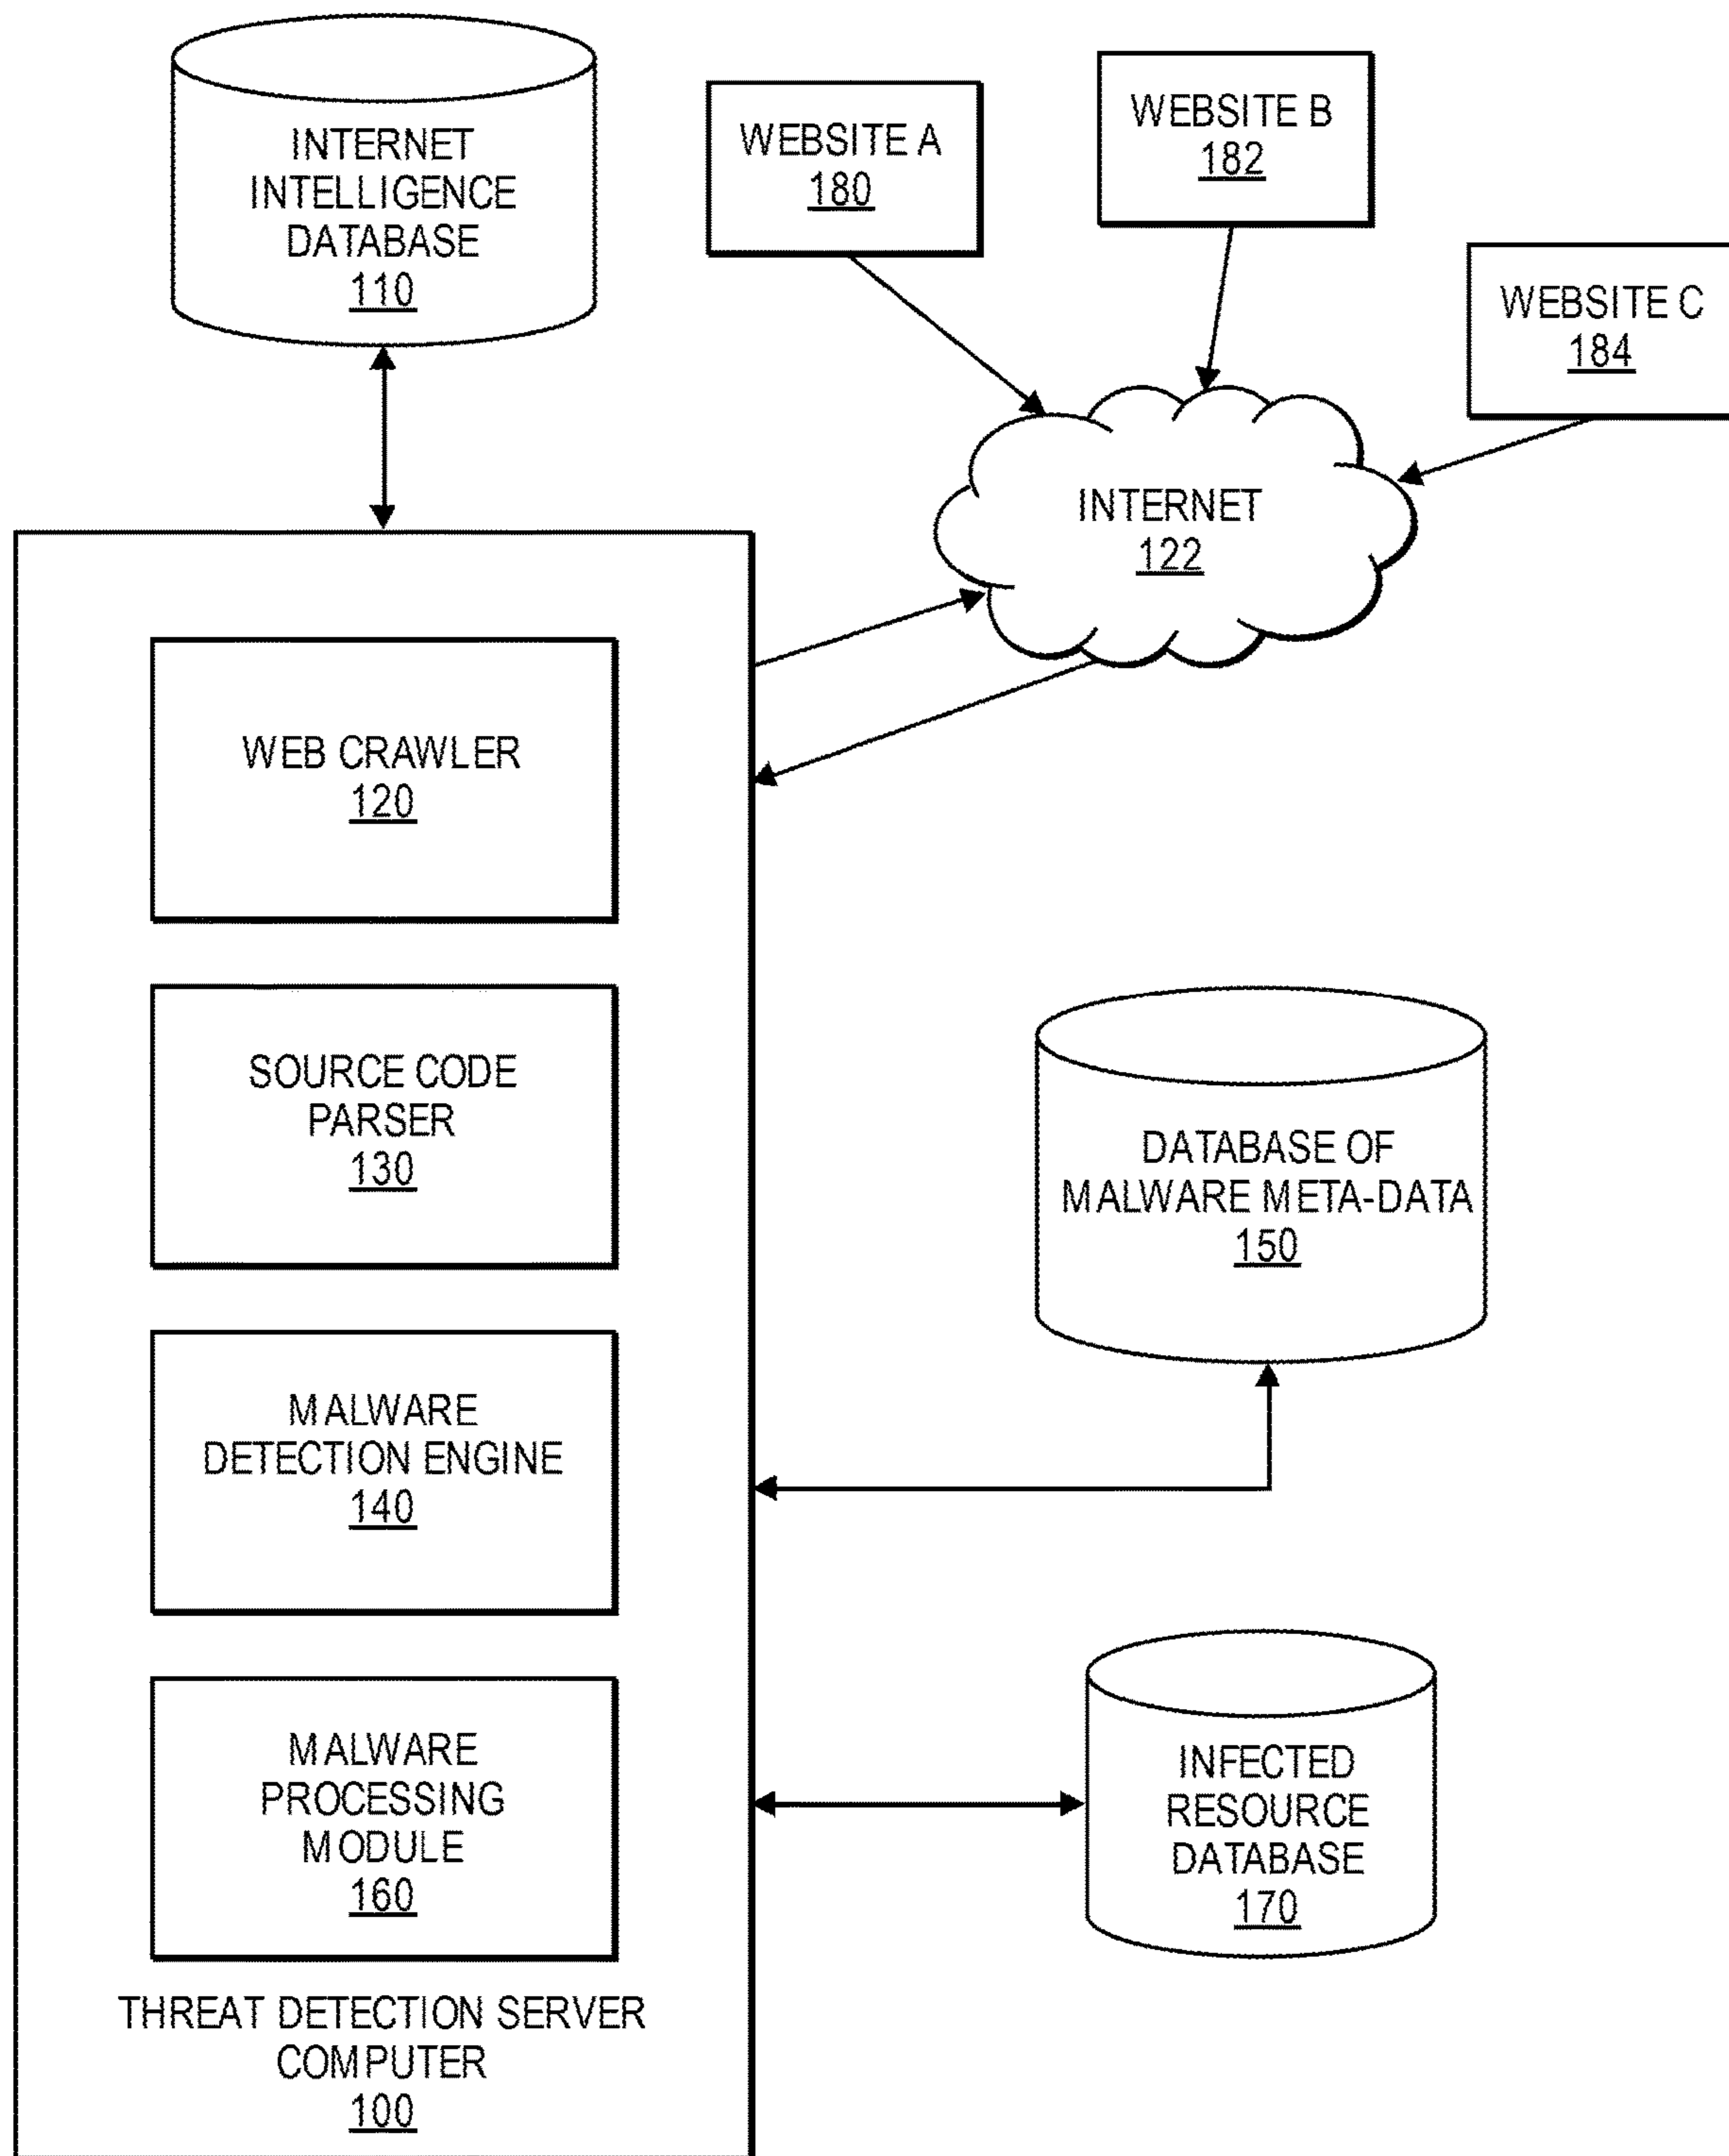 INTERNET
INTELLIGENCE
DATABASE
110
WEBSITE A
180
WEBSITE B
182
WEBSITE C
184
INTERNET
122
WEB CRAWLER
120
SOURCE CODE
PARSER
130
DATABASE OF
MALWARE META-DATA
150
MALWARE
DETECTION ENGINE
140
MALWARE
PROCESSING
MODULE
160
INFECTED
RESOURCE
DATABASE
170
THREAT DETECTION SERVER
COMPUTER
100